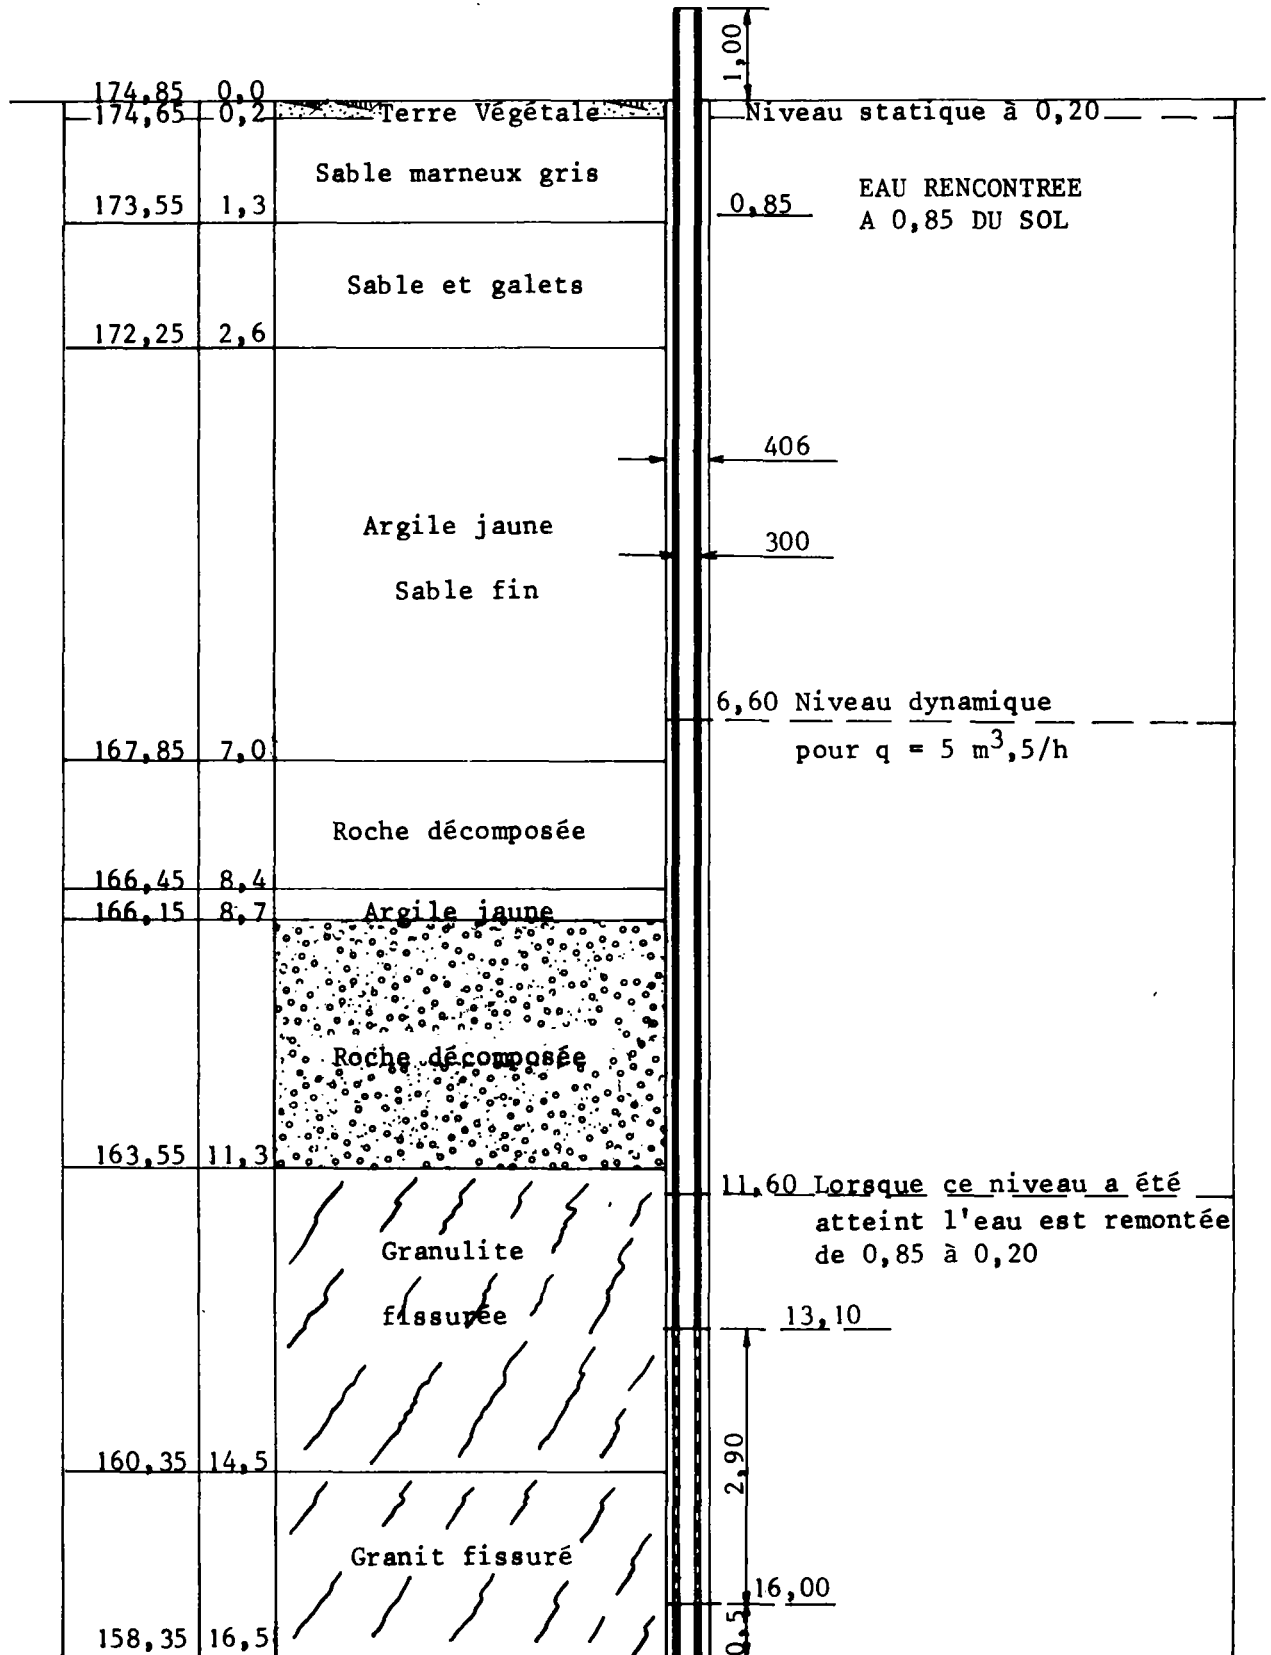 1,00
174,85 0,0
174,65 0,2 Terre Végétale Niveau statique à 0,20
Sable marneux gris
EAU RENCONTREE
173,55 1,3 0,85
A 0,85 DU SOL
Sable et galets
172,25 2,6
406
Argile jaune
300
Sable fin
6,60 Niveau dynamique
167,85 7,0
pour q = 5 m³,5/h
Roche décomposée
166,45 8,4
166,15 8,7 Argile jaune
Roche décomposée
163,55 11,3
11,60 Lorsque ce niveau a été
atteint l'eau est remontée
de 0,85 à 0,20
Granulite
fissurée
13,10
160,35 14,5
2,90
Granit fissuré
16,00
158,35 16,5
0,5